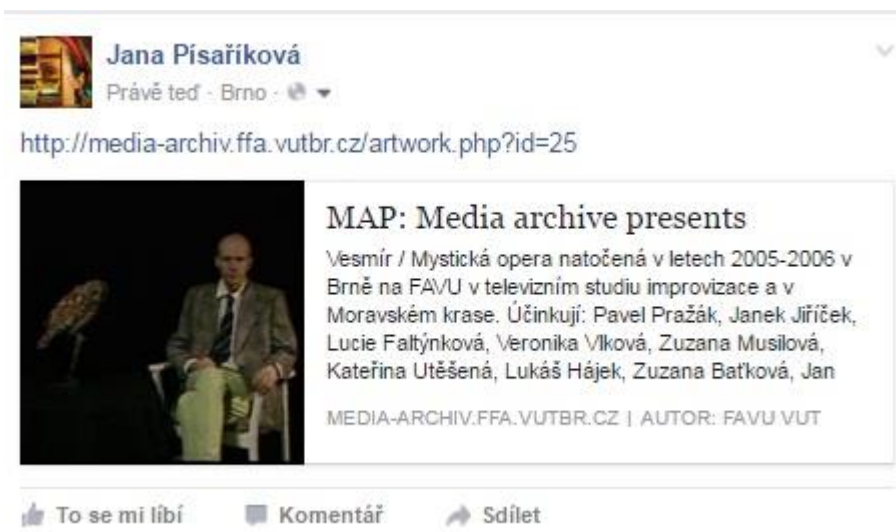 Jana Písaříková
Právě teď · Brno ·
http://media-archiv.ffa.vutbr.cz/artwork.php?id=25
MAP: Media archive presents
Vesmír / Mystická opera natočená v letech 2005-2006 v
Brně na FAVU v televizním studiu improvizace a v
Moravském krase. Účinkují: Pavel Pražák, Janek Jiříček,
Lucie Faltýnková, Veronika Vlková, Zuzana Musilová,
Kateřina Utěšená, Lukáš Hájek, Zuzana Baťková, Jan
MEDIA-ARCHIV.FFA.VUTBR.CZ | AUTOR: FAVU VUT
To se mi líbí Komentář Sdílet